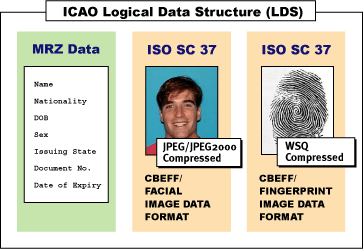 ICAO Logical Data Structure (LDS)
MRZ Data
Name
Nationality
DOB
Sex
Issuing State
Document No.
Date of Expiry
ISO SC 37
JPEG/JPEG2000
Compressed
CBEFF/
FACIAL
IMAGE DATA
FORMAT
ISO SC 37
WSQ
Compressed
CBEFF/
FINGERPRINT
IMAGE DATA
FORMAT